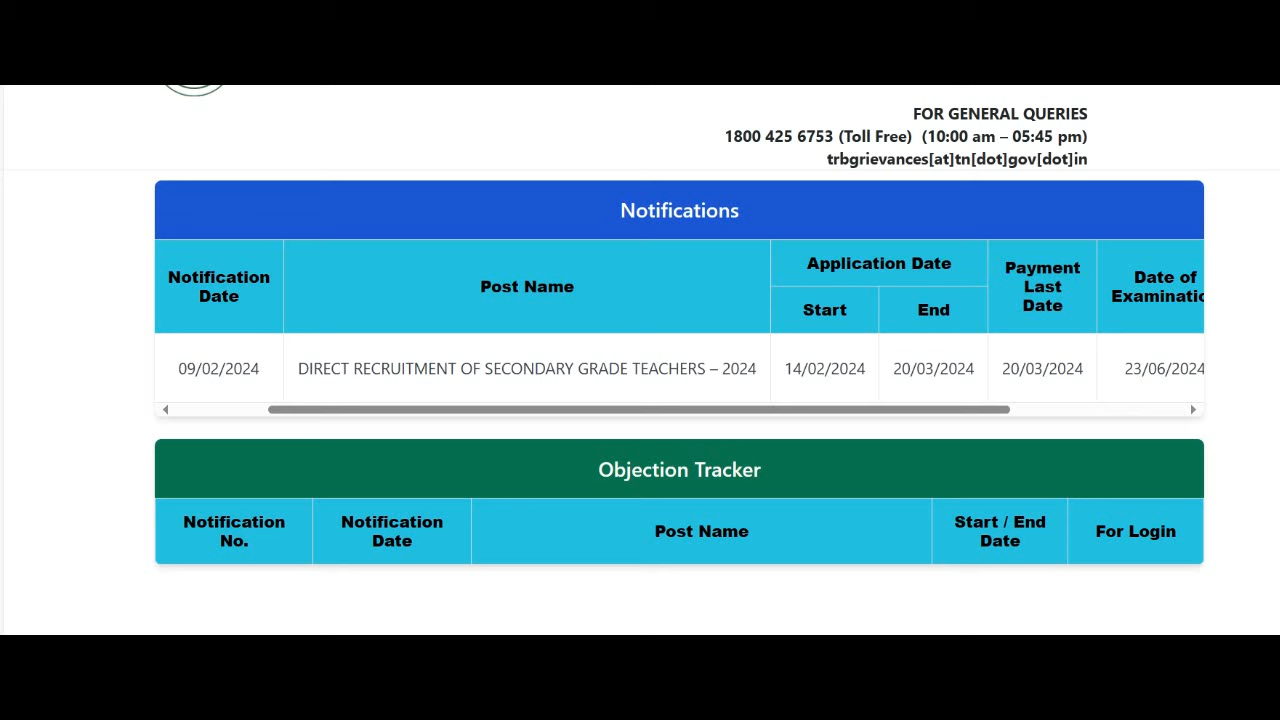 FOR GENERAL QUERIES
1800 425 6753 (Toll Free) (10:00 am – 05:45 pm)
trbgrievances[at]tn[dot]gov[dot]in
Notifications
Notification
Date
Post Name
Application Date
Start
End
Payment
Last
Date
Date of
Examinatio
09/02/2024
DIRECT RECRUITMENT OF SECONDARY GRADE TEACHERS – 2024
14/02/2024
20/03/2024
20/03/2024
23/06/2024
Objection Tracker
Notification
No.
Notification
Date
Post Name
Start / End
Date
For Login